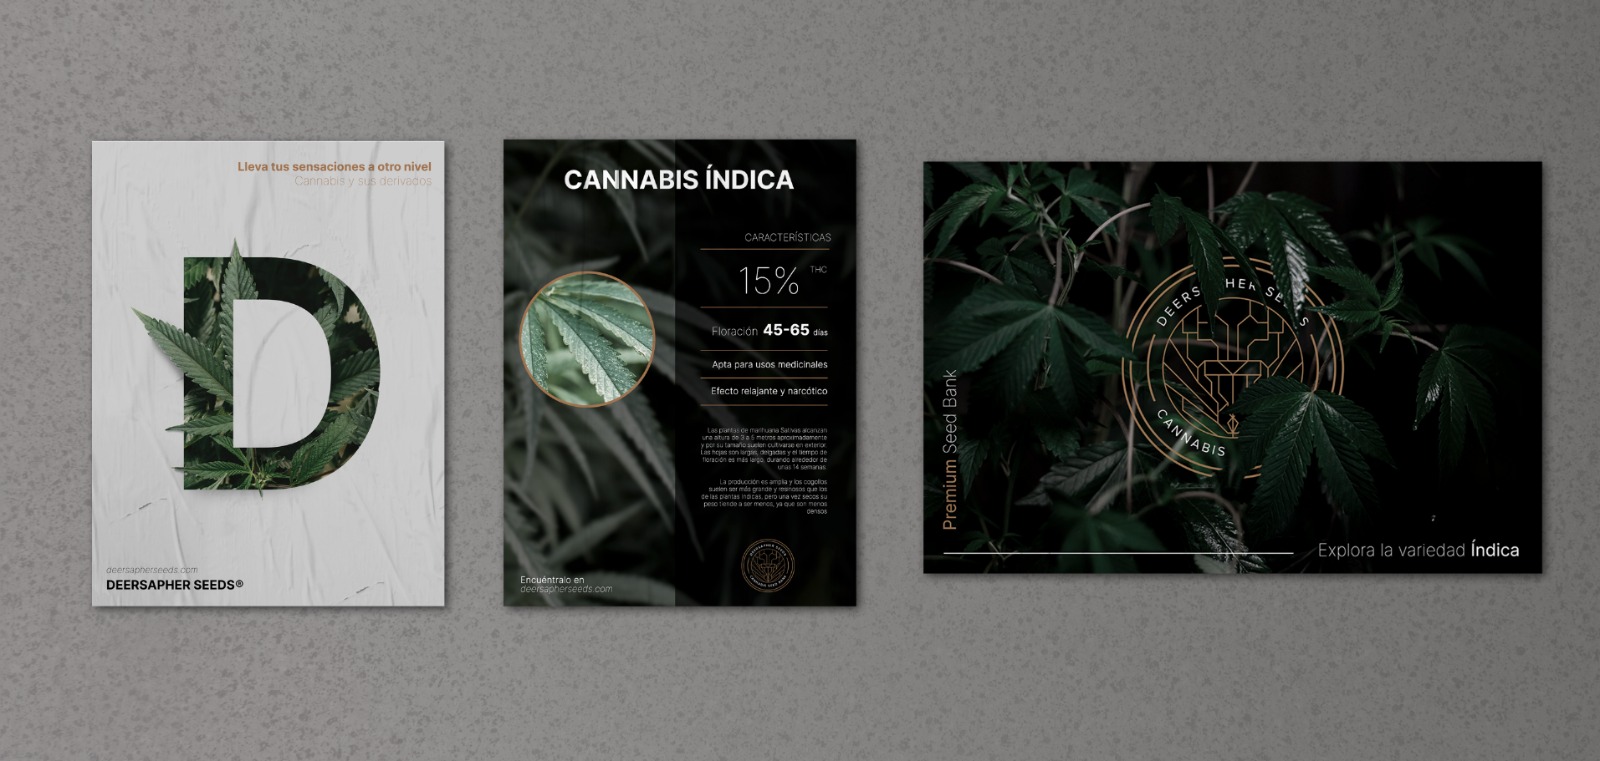 Lleva tus sensaciones a otro nivel
Cannabis y sus derivados
D
deersapherseeds.com
DEERSAPHER SEEDS®
CANNABIS ÍNDICA
CARACTERÍSTICAS
15% THC
Floración 45-65 días
Apta para usos medicinales
Efecto relajante y narcótico
Las plantas de marihuana Sativas alcanzan
una altura de 3 a 6 metros aproximadamente
y por su tamaño suelen cultivarse en exterior.
Las hojas son largas, delgadas y el tiempo de
floración es más largo, durando alrededor de
unas 14 semanas.
La producción es amplia y los cogollos
suelen ser más grande y resinosos que los
de las plantas Índicas, pero una vez secos su
peso tiende a ser menos, ya que son menos
densos
Encuéntralo en
deersapherseeds.com
Premium Seed Bank
CANNABIS
Explora la variedad Índica